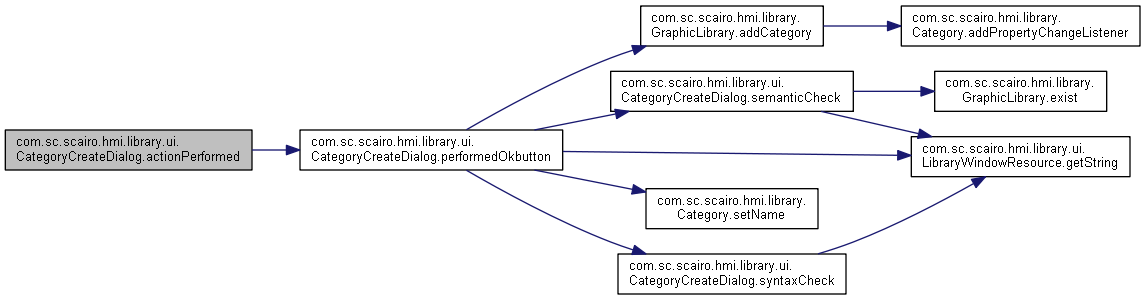 com.sc.scairo.hmi.library.ui.
CategoryCreateDialog.actionPerformed
com.sc.scairo.hmi.library.ui.
CategoryCreateDialog.performedOkbutton
com.sc.scairo.hmi.library.
GraphicLibrary.addCategory
com.sc.scairo.hmi.library.
Category.addPropertyChangeListener
com.sc.scairo.hmi.library.ui.
CategoryCreateDialog.semanticCheck
com.sc.scairo.hmi.library.
GraphicLibrary.exist
com.sc.scairo.hmi.library.ui.
LibraryWindowResource.getString
com.sc.scairo.hmi.library.
Category.setName
com.sc.scairo.hmi.library.ui.
CategoryCreateDialog.syntaxCheck